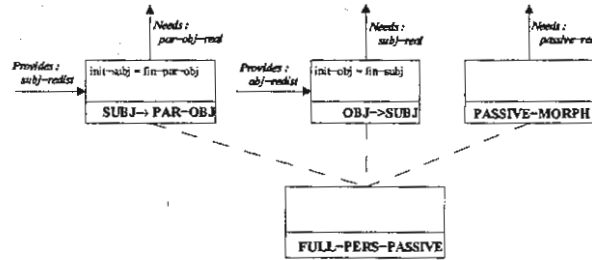 Needs :
par-obj-real
Needs :
subj-real
Needs :
passive-real
Provides :
subj-redist
init-subj = fin-par-obj
SUBJ→ PAR-OBJ
Provides :
obj-redist
init-obj = fin-subj
OBJ->SUBJ
PASSIVE-MORPH
FULL-PERS-PASSIVE